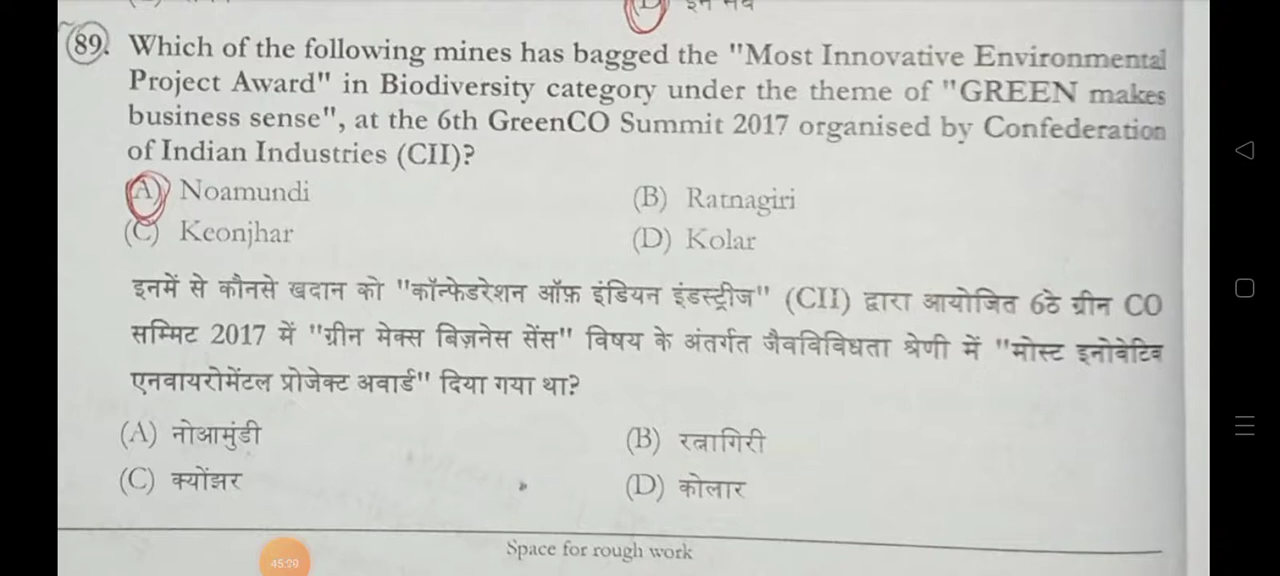 इन सब
89. Which of the following mines has bagged the "Most Innovative Environmental
Project Award" in Biodiversity category under the theme of "GREEN makes
business sense", at the 6th GreenCO Summit 2017 organised by Confederation
of Indian Industries (CII)?
(A) Noamundi (B) Ratnagiri
(C) Keonjhar (D) Kolar
इनमें से कौनसे खदान को "कॉन्फेडरेशन ऑफ़ इंडियन इंडस्ट्रीज" (CII) द्वारा आयोजित 6ठे ग्रीन CO
सम्मिट 2017 में "ग्रीन मेक्स बिज़नेस सेंस" विषय के अंतर्गत जैवविविधता श्रेणी में "मोस्ट इनोवेटिव
एनवायरोमेंटल प्रोजेक्ट अवार्ड" दिया गया था?
(A) नोआमुंडी (B) रत्नागिरी
(C) क्योंझर (D) कोलार
Space for rough work